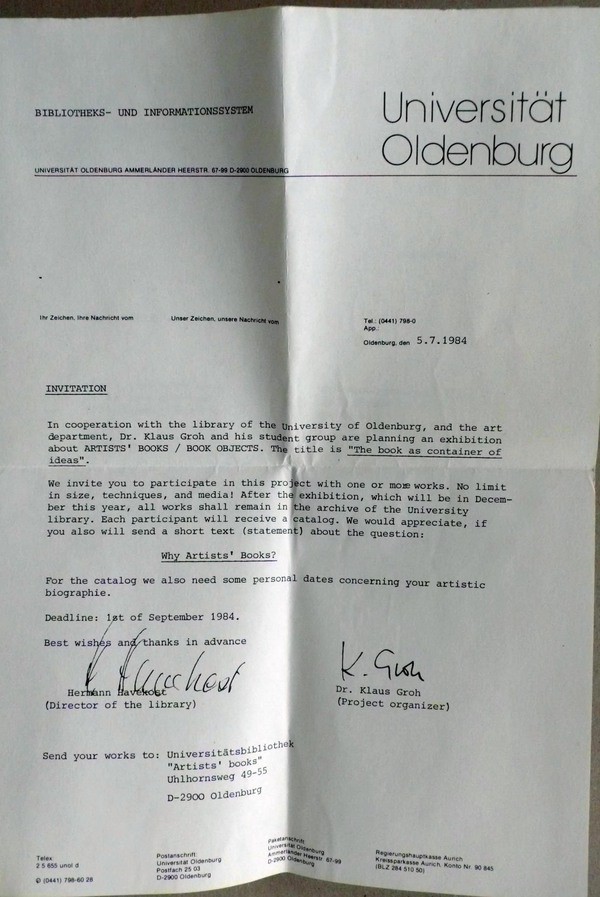 BIBLIOTHEKS- UND INFORMATIONSSYSTEM
Universität
Oldenburg
UNIVERSITÄT OLDENBURG AMMERLÄNDER HEERSTR. 67-99 D-2900 OLDENBURG
Ihr Zeichen, Ihre Nachricht vom
Unser Zeichen, unsere Nachricht vom
Tel.: (0441) 798-0
App.:
Oldenburg, den 5.7.1984
INVITATION
In cooperation with the library of the University of Oldenburg, and the art
department, Dr. Klaus Groh and his student group are planning an exhibition
about ARTISTS' BOOKS / BOOK OBJECTS. The title is "The book as container of
ideas".
We invite you to participate in this project with one or more works. No limit
in size, techniques, and media! After the exhibition, which will be in Decem-
ber this year, all works shall remain in the archive of the University
library. Each participant will receive a catalog. We would appreciate, if
you also will send a short text (statement) about the question:
Why Artists' Books?
For the catalog we also need some personal dates concerning your artistic
biographie.
Deadline: 1st of September 1984.
Best wishes and thanks in advance
K. Groh
Hermann Havekost
(Director of the library)
Dr. Klaus Groh
(Project organizer)
Send your works to: Universitätsbibliothek
"Artists' books"
Uhlhornsweg 49-55
D-2900 Oldenburg
Telex
2 5 655 unol d
✆ (0441) 798-60 28
Postanschrift:
Universität Oldenburg
Postfach 25 03
D-2900 Oldenburg
Paketanschrift
Universität Oldenburg
Ammerländer Heerstr. 67-99
D-2900 Oldenburg
Regierungshauptkasse Aurich
Kreissparkasse Aurich, Konto Nr. 90 845
(BLZ 284 510 50)